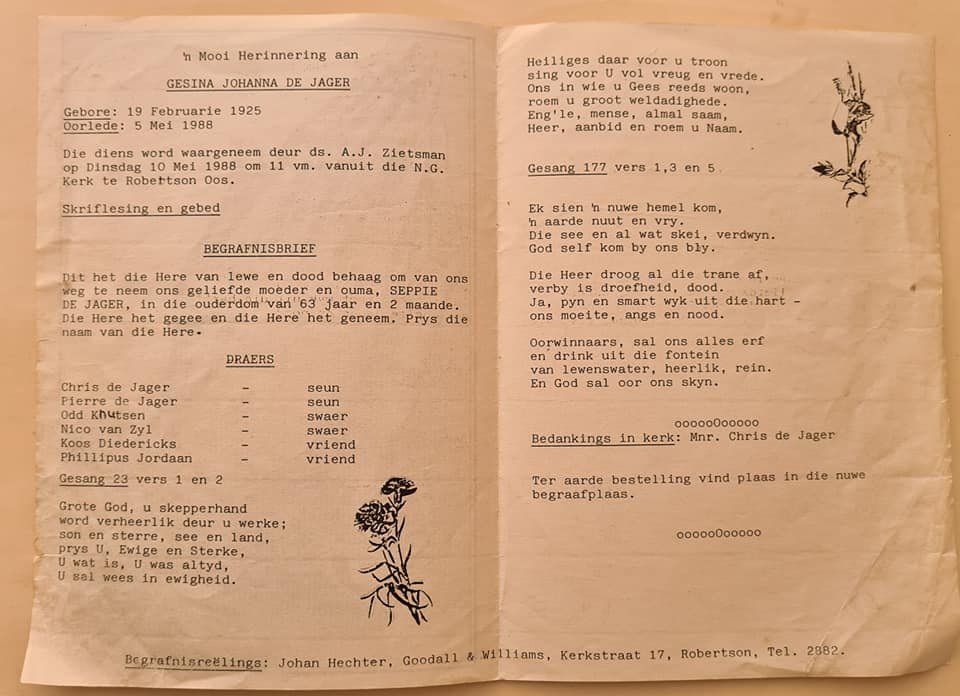 'n Mooi Herinnering aan
GESINA JOHANNA DE JAGER
Gebore: 19 Februarie 1925
Oorlede: 5 Mei 1988
Die diens word waargeneem deur ds. A.J. Zietsman
op Dinsdag 10 Mei 1988 om 11 vm. vanuit die N.G.
Kerk te Robertson Oos.
Skriflesing en gebed
BEGRAFNISBRIEF
Dit het die Here van lewe en dood behaag om van ons
weg te neem ons geliefde moeder en ouma, SEPPIE
DE JAGER, in die ouderdom van 63 jaar en 2 maande.
Die Here het gegee en die Here het geneem. Prys die
naam van die Here.
DRAERS
Chris de Jager - seun
Pierre de Jager - seun
Odd Knutsen - swaer
Nico van Zyl - swaer
Koos Diedericks - vriend
Phillipus Jordaan - vriend
Gesang 23 vers 1 en 2
Grote God, u skepperhand
word verheerlik deur u werke;
son en sterre, see en land,
prys U, Ewige en Sterke,
U wat is, U was altyd,
U sal wees in ewigheid.
Heiliges daar voor u troon
sing voor U vol vreug en vrede.
Ons in wie u Gees reeds woon,
roem u groot weldadighede.
Eng'le, mense, almal saam,
Heer, aanbid en roem u Naam.
Gesang 177 vers 1,3 en 5.
Ek sien 'n nuwe hemel kom,
'n aarde nuut en vry.
Die see en al wat skei, verdwyn.
God self kom by ons bly.
Die Heer droog al die trane af,
verby is droefheid, dood.
Ja, pyn en smart wyk uit die hart -
ons moeite, angs en nood.
Oorwinnaars, sal ons alles erf
en drink uit die fontein
van lewenswater, heerlik, rein.
En God sal oor ons skyn.
oooooOooooo
Bedankings in kerk: Mnr. Chris de Jager
Ter aarde bestelling vind plaas in die nuwe
begraafplaas.
oooooOooooo
Begrafnisreëlings: Johan Hechter, Goodall & Williams, Kerkstraat 17, Robertson, Tel. 2882.